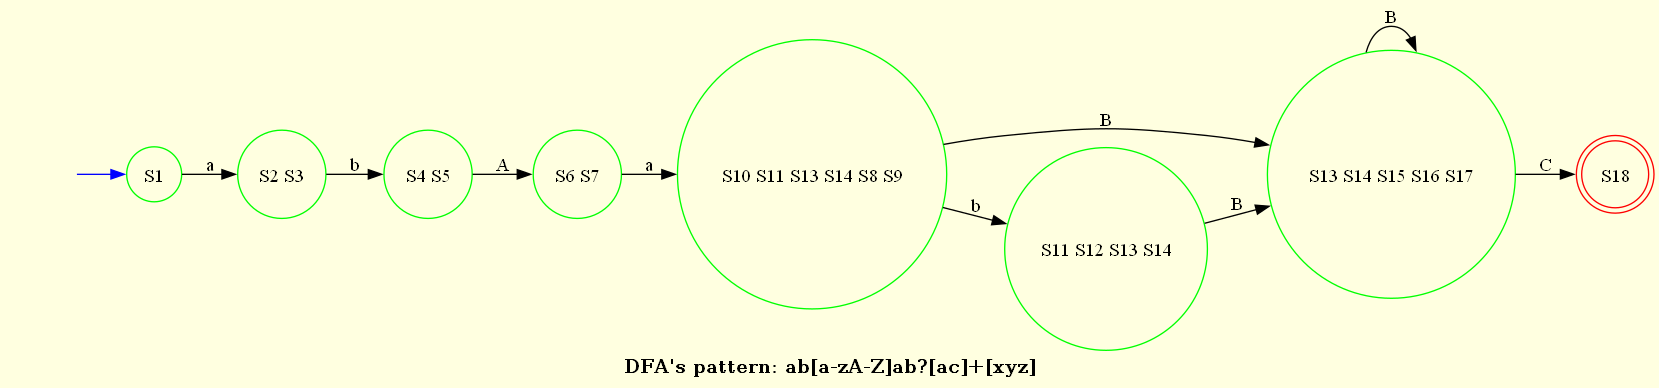 S1
a
S2 S3
b
S4 S5
A
S6 S7
a
S10 S11 S13 S14 S8 S9
B
b
S11 S12 S13 S14
B
B
S13 S14 S15 S16 S17
C
S18
DFA's pattern: ab[a-zA-Z]ab?[ac]+[xyz]